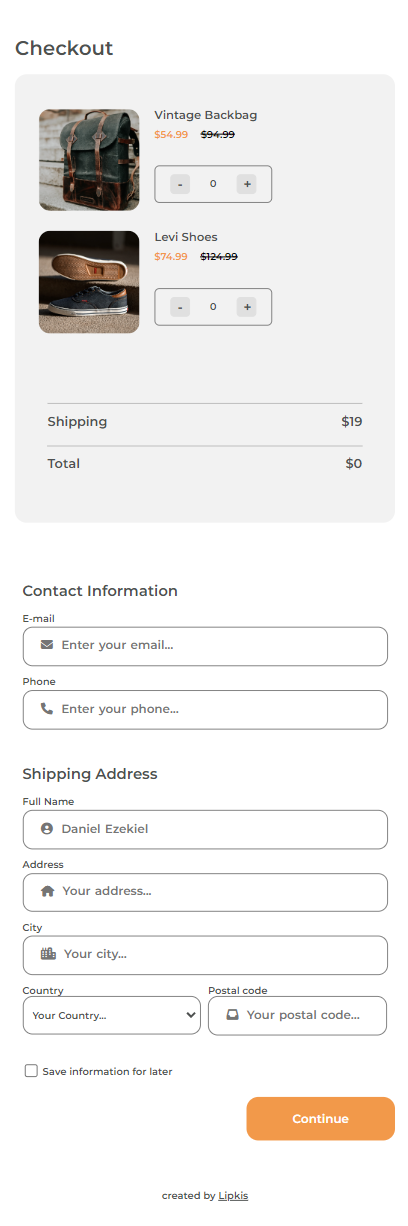 Checkout
Vintage Backbag
$54.99 $94.99
- 0 +
Levi Shoes
$74.99 $124.99
- 0 +
Shipping $19
Total $0
Contact Information
E-mail
Enter your email...
Phone
Enter your phone...
Shipping Address
Full Name
Daniel Ezekiel
Address
Your address...
City
Your city...
Country Postal code
Your Country... Your postal code...
Save information for later
Continue
created by Lipkis